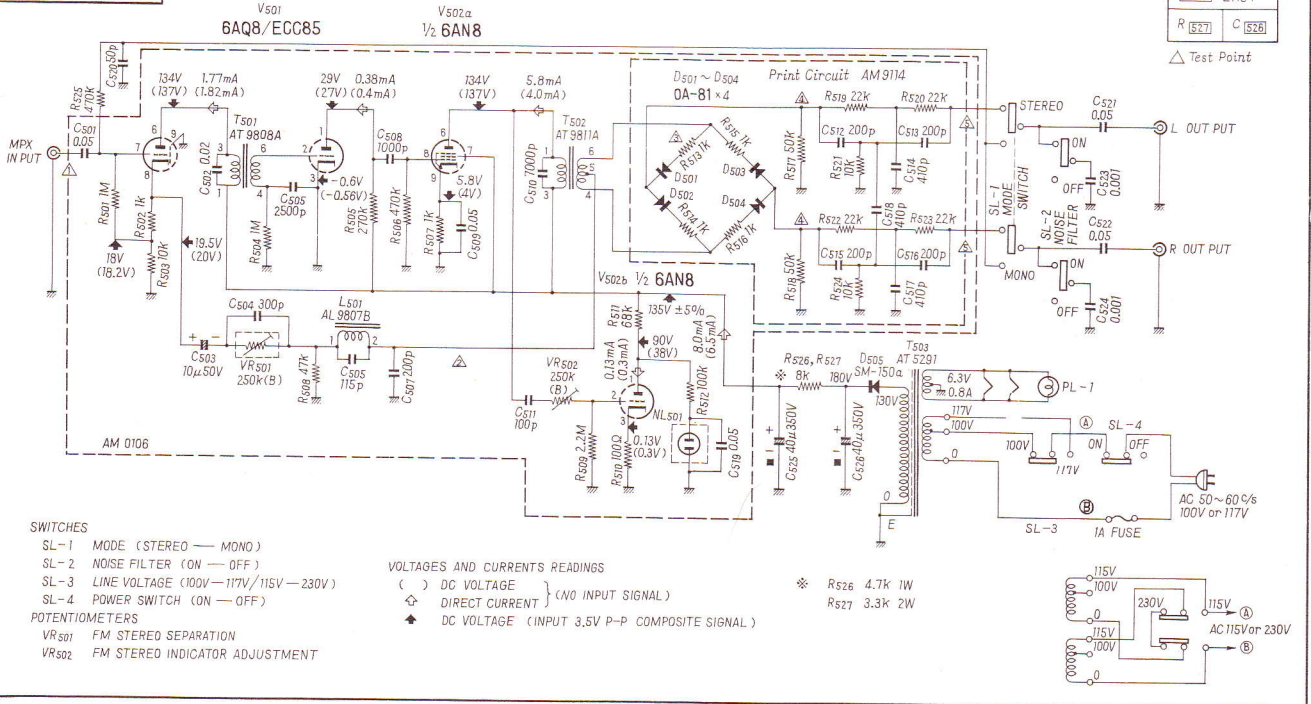 V501
6AQ8/ECC85
V502a
1/2 6AN8
R 527 C 526
△ Test Point
C520 50p
R525 470K
MPX
IN PUT
C501
0.05
134V
(137V)
1.77mA
(1.82mA)
T501
AT 9808A
C502 0.02
29V
(27V)
0.38mA
(0.4mA)
C508
1000p
134V
(137V)
5.8mA
(4.0mA)
T502
AT 9811A
C510 7000p
D501 ~ D504
OA-81 ×4
Print Circuit AM 9114
R515 1K
R513 1K
D501
D503
D502
D504
R514 1K
R516 1K
R519 22K
R520 22K
C512 200p
C513 200p
R517 50K
R521
10K
C514
410p
C518
410p
R522 22K
R523 22K
C515 200p
C516 200p
R518 50K
R524
10K
C517
410p
STEREO
SL-1
MODE
SWITCH
MONO
SL-2
NOISE
FILTER
ON
OFF
C521
0.05
L OUT PUT
C523
0.001
C522
0.05
R OUT PUT
ON
OFF
C524
0.001
R501 1M
R502 1K
R503 10K
18V
(18.2V)
19.5V
(20V)
R504 1M
C505
2500p
-0.6V
(-0.56V)
R505
270K
R506 470K
R507 1K
5.8V
(4V)
C509 0.05
C504 300p
L501
AL 9807B
C503
10μ50V
VR501
250K(B)
R508 47K
C505
115p
C507 200p
V502b 1/2 6AN8
R511
68K
135V ±5%
0.13mA
(0.3mA)
90V
(38V)
8.0mA
(6.5mA)
VR502
250K
(B)
C511
100p
R509 2.2M
R510 100Ω
0.13V
(0.3V)
NL501
R512 100K
C519 0.05
R526, R527
8K
180V
D505
SM-150a
T503
AT 5291
130V
C525 40μ350V
C526 40μ350V
0
E
6.3V
0.8A
PL-1
117V
100V
0
Ⓐ
100V
117V
SL-4
ON
OFF
AC 50~60 c/s
100V or 117V
Ⓑ
SL-3
1A FUSE
AM 0106
SWITCHES
SL-1 MODE (STEREO — MONO)
SL-2 NOISE FILTER (ON — OFF)
SL-3 LINE VOLTAGE (100V — 117V/115V — 230V)
SL-4 POWER SWITCH (ON — OFF)
POTENTIOMETERS
VR501 FM STEREO SEPARATION
VR502 FM STEREO INDICATOR ADJUSTMENT
VOLTAGES AND CURRENTS READINGS
( ) DC VOLTAGE
⇧ DIRECT CURRENT } (NO INPUT SIGNAL)
⬆ DC VOLTAGE (INPUT 3.5V P-P COMPOSITE SIGNAL)
※ R526 4.7K 1W
R527 3.3K 2W
115V
100V
0
115V
100V
0
230V
115V
Ⓐ
AC 115V or 230V
Ⓑ